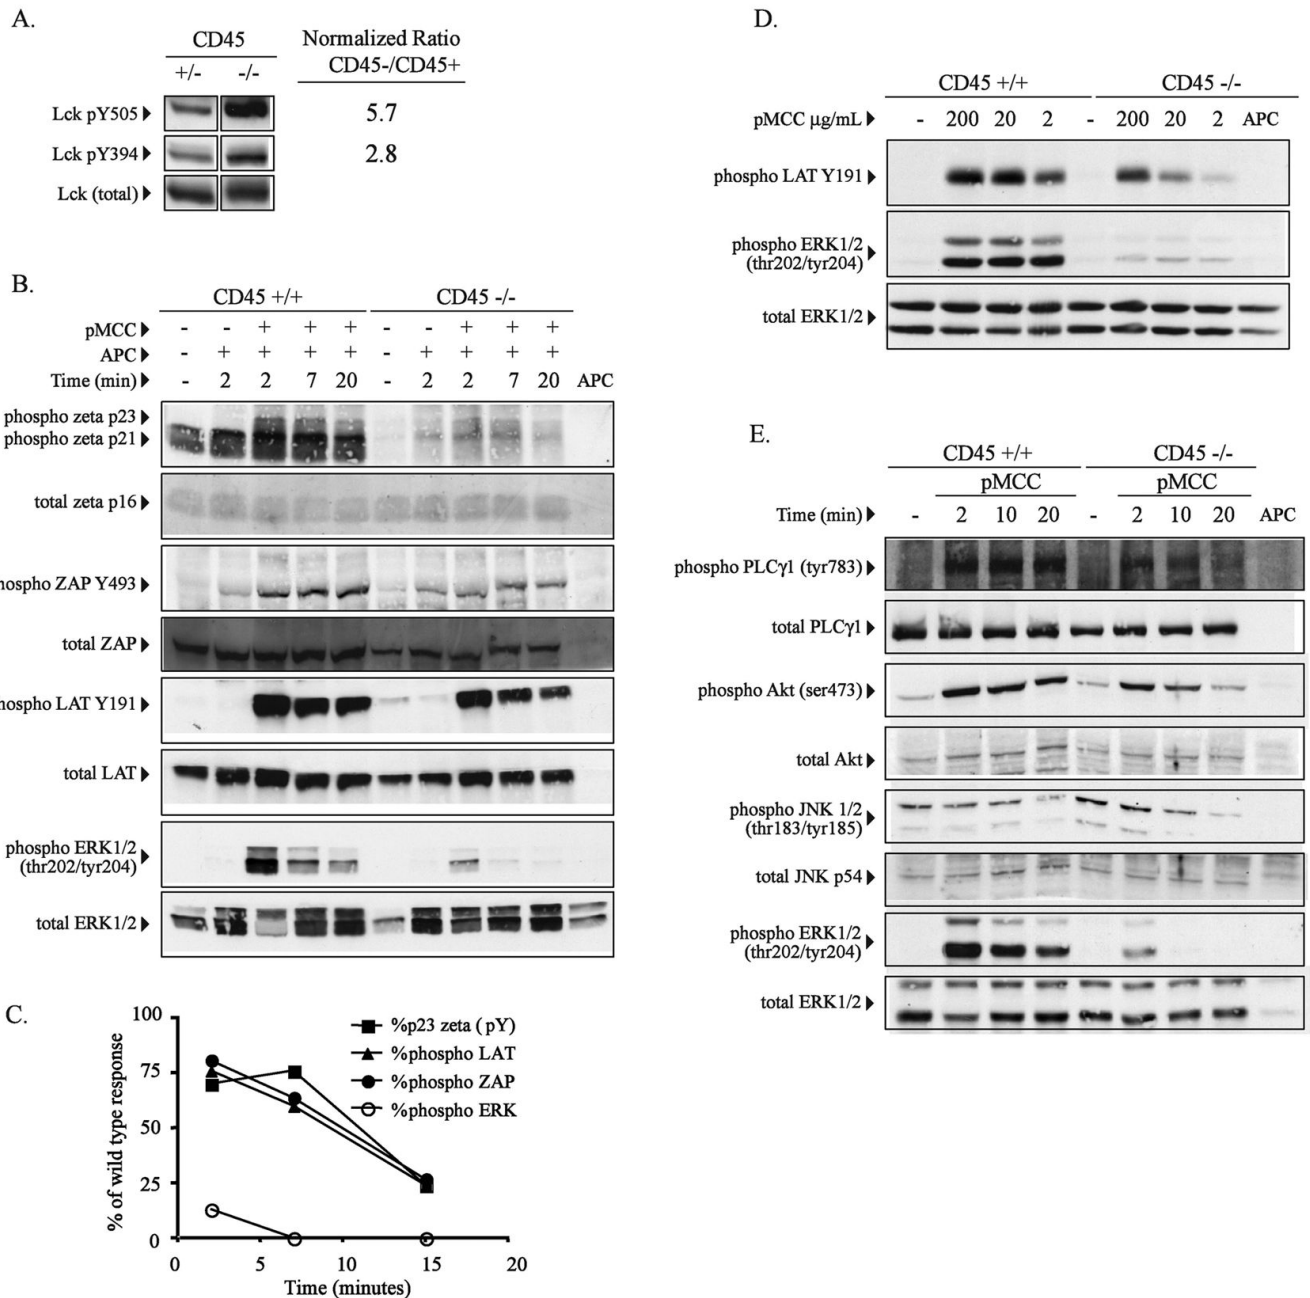 A.
CD45
+/- -/-
Normalized Ratio
CD45-/CD45+
Lck pY505 5.7
Lck pY394 2.8
Lck (total)
B.
CD45 +/+ CD45 -/-
pMCC - - + + + - - + + +
APC - + + + + - + + + +
Time (min) - 2 2 7 20 - 2 2 7 20 APC
phospho zeta p23
phospho zeta p21
total zeta p16
hospho ZAP Y493
total ZAP
hospho LAT Y191
total LAT
phospho ERK1/2
(thr202/tyr204)
total ERK1/2
C.
% of wild type response
100
75
50
25
0
0 5 10 15 20
Time (minutes)
%p23 zeta ( pY)
%phospho LAT
%phospho ZAP
%phospho ERK
D.
CD45 +/+ CD45 -/-
pMCC µg/mL - 200 20 2 - 200 20 2 APC
phospho LAT Y191
phospho ERK1/2
(thr202/tyr204)
total ERK1/2
E.
CD45 +/+ CD45 -/-
pMCC pMCC
Time (min) - 2 10 20 - 2 10 20 APC
phospho PLCγ1 (tyr783)
total PLCγ1
phospho Akt (ser473)
total Akt
phospho JNK 1/2
(thr183/tyr185)
total JNK p54
phospho ERK1/2
(thr202/tyr204)
total ERK1/2